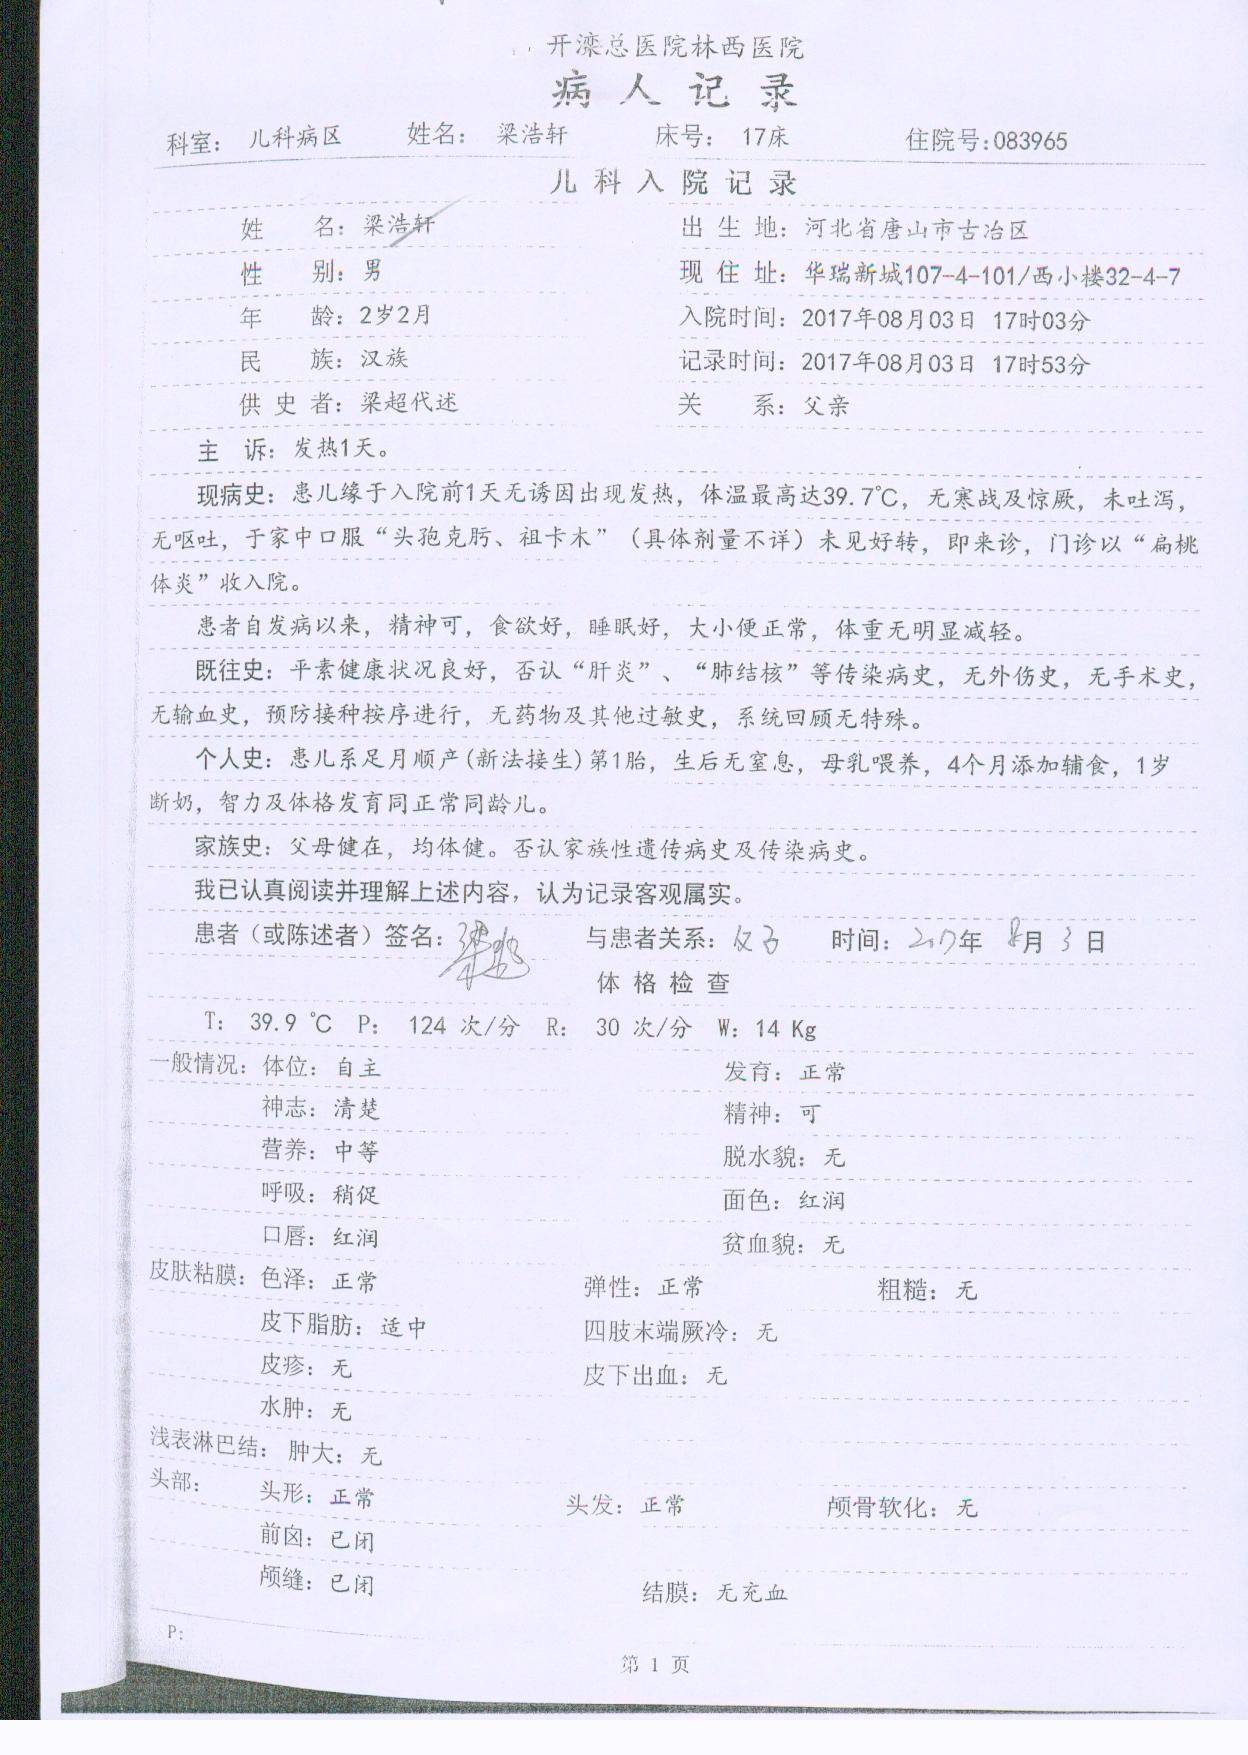 开滦总医院林西医院
病人记录
科室： 儿科病区 姓名： 梁浩轩 床号： 17床 住院号:083965
儿科入院记录
姓 名：梁浩轩 出生地：河北省唐山市古冶区
性 别：男 现住址：华瑞新城107-4-101/西小楼32-4-7
年 龄：2岁2月 入院时间：2017年08月03日 17时03分
民 族：汉族 记录时间：2017年08月03日 17时53分
供史者：梁超代述 关 系：父亲
主 诉：发热1天。
现病史：患儿缘于入院前1天无诱因出现发热，体温最高达39.7℃，无寒战及惊厥，未吐泻，
无呕吐，于家中口服“头孢克肟、祖卡木”（具体剂量不详）未见好转，即来诊，门诊以“扁桃
体炎”收入院。
患者自发病以来，精神可，食欲好，睡眠好，大小便正常，体重无明显减轻。
既往史：平素健康状况良好，否认“肝炎”、“肺结核”等传染病史，无外伤史，无手术史，
无输血史，预防接种按序进行，无药物及其他过敏史，系统回顾无特殊。
个人史：患儿系足月顺产(新法接生)第1胎，生后无窒息，母乳喂养，4个月添加辅食，1岁
断奶，智力及体格发育同正常同龄儿。
家族史：父母健在，均体健。否认家族性遗传病史及传染病史。
我已认真阅读并理解上述内容，认为记录客观属实。
患者（或陈述者）签名：梁超 与患者关系：父子 时间：2017年 8月 3日
体格检查
T： 39.9 ℃ P： 124 次/分 R： 30 次/分 W：14 Kg
一般情况：体位：自主 发育：正常
神志：清楚 精神：可
营养：中等 脱水貌：无
呼吸：稍促 面色：红润
口唇：红润 贫血貌：无
皮肤粘膜：色泽：正常 弹性：正常 粗糙：无
皮下脂肪：适中 四肢末端厥冷：无
皮疹：无 皮下出血：无
水肿：无
浅表淋巴结：肿大：无
头部： 头形：正常 头发：正常 颅骨软化：无
前囟：已闭
颅缝：已闭 结膜：无充血
P:
第 1 页